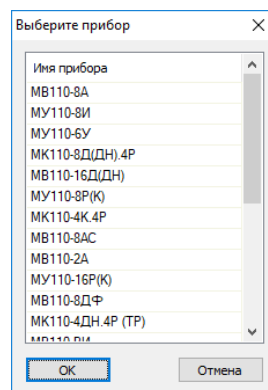 Выберите прибор
Имя прибора
МВ110-8А
МУ110-8И
МУ110-6У
МК110-8Д(ДН).4Р
МВ110-16Д(ДН)
МУ110-8Р(К)
МК110-4К.4Р
МВ110-8АС
МВ110-2А
МУ110-16Р(К)
МВ110-8ДФ
МК110-4ДН.4Р (ТР)
ОК
Отмена